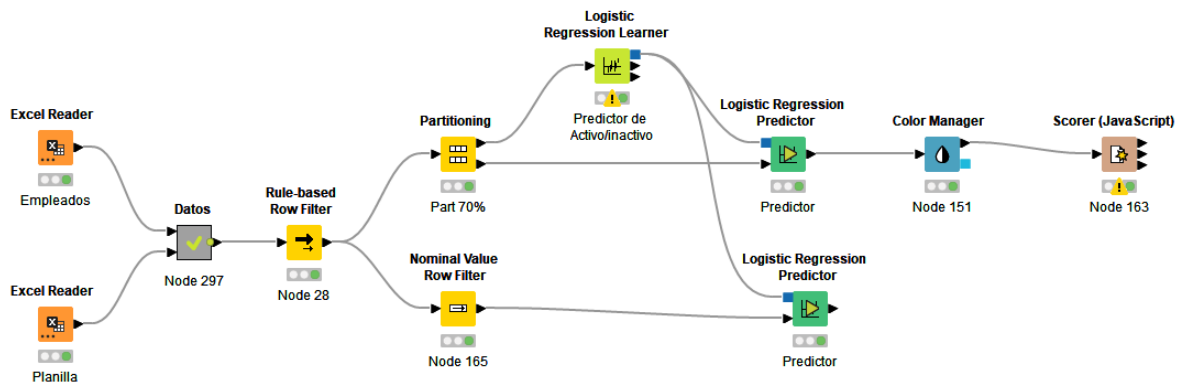 Logistic
Regression Learner
Predictor de
Activo/inactivo
Excel Reader
Empleados
Partitioning
Part 70%
Logistic Regression
Predictor
Predictor
Color Manager
Node 151
Scorer (JavaScript)
Node 163
Datos
Node 297
Rule-based
Row Filter
Node 28
Excel Reader
Planilla
Nominal Value
Row Filter
Node 165
Logistic Regression
Predictor
Predictor